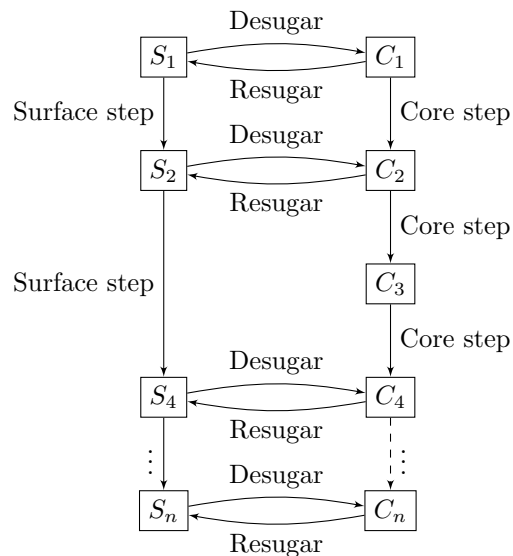 Desugar
S₁ C₁
Resugar
Surface step Core step
Desugar
S₂ C₂
Resugar
Core step
Surface step C₃
Core step
Desugar
S₄ C₄
Resugar
⋮ ⋮
Desugar
Sₙ Cₙ
Resugar